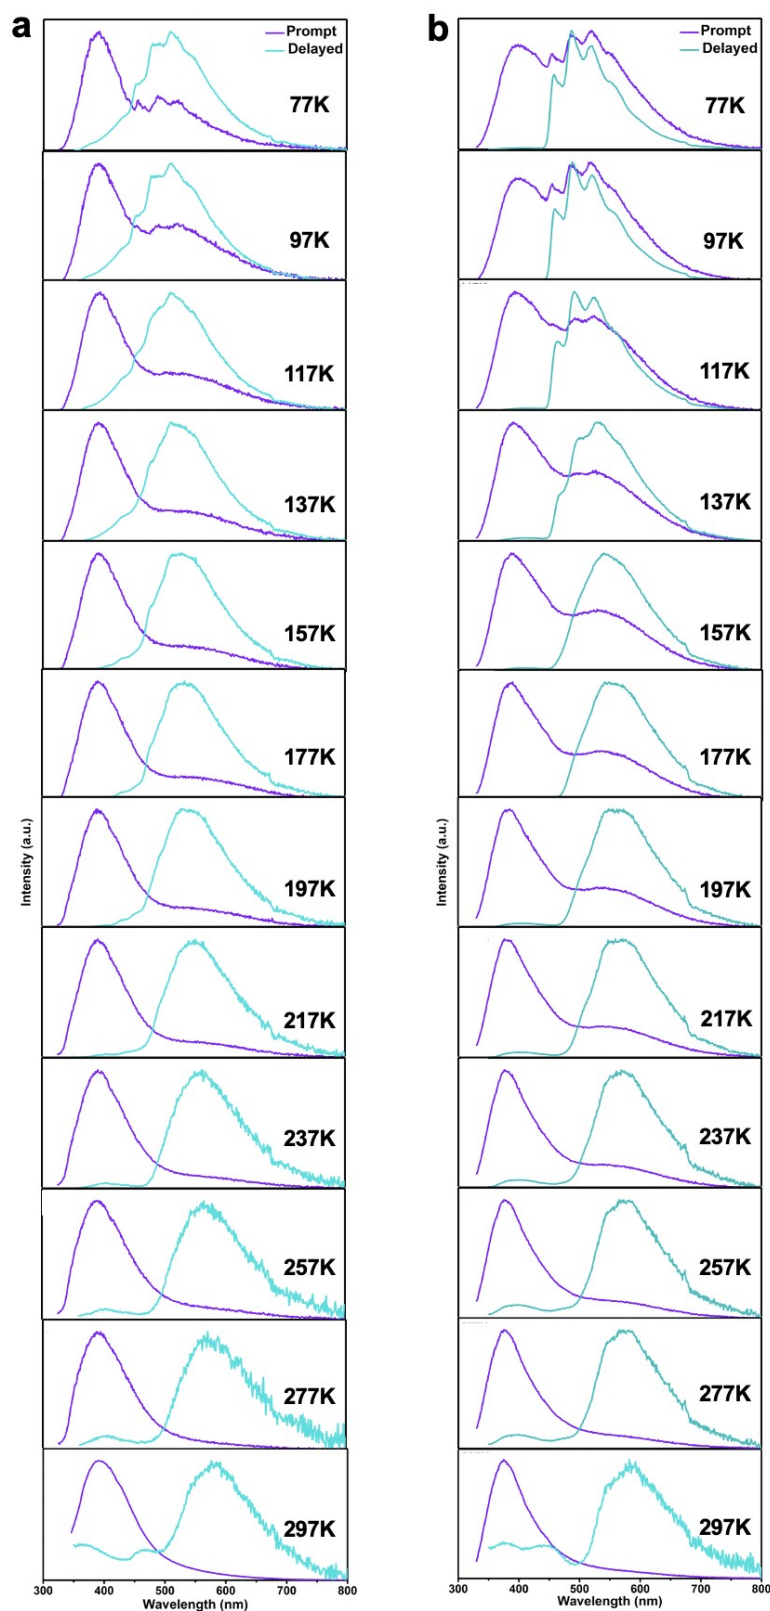 a
Prompt
Delayed
77K
97K
117K
137K
157K
177K
197K
217K
237K
257K
277K
297K
Intensity (a.u.)
300 400 500 600 700 800
Wavelength (nm)
b
Prompt
Delayed
77K
97K
117K
137K
157K
177K
197K
217K
237K
257K
277K
297K
Intensity (a.u.)
300 400 500 600 700 800
Wavelength (nm)